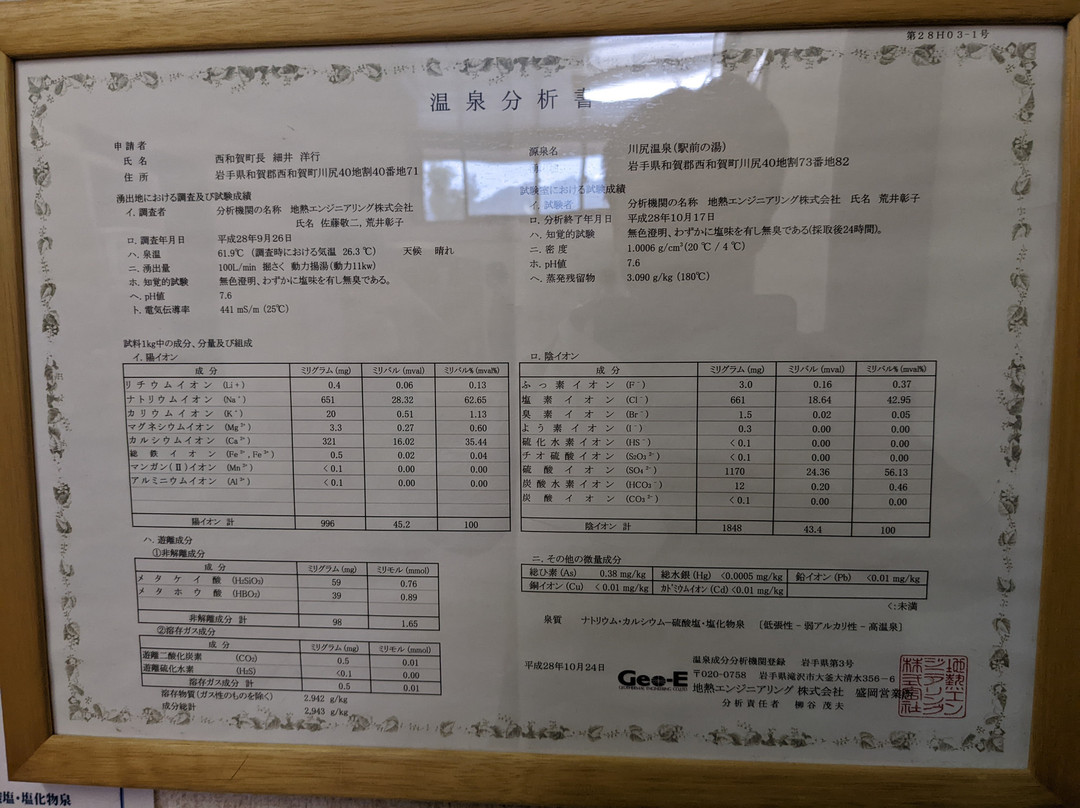 第28H03-1号
温泉分析書
申請者
氏名 西和賀町長 細井 洋行
住所 岩手県和賀郡西和賀町川尻40地割40番地71
湧出地における調査及び試験成績
イ.調査者 分析機関の名称 地熱エンジニアリング株式会社
氏名 佐藤敬二, 荒井彰子
ロ.調査年月日 平成28年9月26日
ハ.泉温 61.9℃ (調査時における気温 26.3℃) 天候 晴れ
ニ.湧出量 100L/min 掘さく 動力揚湯(動力11kw)
ホ.知覚的試験 無色澄明、わずかに塩味を有し無臭である。
ヘ.pH値 7.6
ト.電気伝導率 441 mS/m (25℃)
源泉名 川尻温泉(駅前の湯)
岩手県和賀郡西和賀町川尻40地割73番地82
試験室における試験成績
イ.試験者 分析機関の名称 地熱エンジニアリング株式会社 氏名 荒井彰子
ロ.分析終了年月日 平成28年10月17日
ハ.知覚的試験 無色澄明、わずかに塩味を有し無臭である(採取後24時間)。
ニ.密度 1.0006 g/cm³(20℃/4℃)
ホ.pH値 7.6
ヘ.蒸発残留物 3.090 g/kg (180℃)
試料1kg中の成分、分量及び組成
イ.陽イオン
成分 ミリグラム(mg) ミリバル(mval) ミリバル%(mval%)
リチウムイオン (Li+) 0.4 0.06 0.13
ナトリウムイオン (Na⁺) 651 28.32 62.65
カリウムイオン (K⁺) 20 0.51 1.13
マグネシウムイオン (Mg²⁺) 3.3 0.27 0.60
カルシウムイオン (Ca²⁺) 321 16.02 35.44
総鉄イオン (Fe²⁺,Fe³⁺) 0.5 0.02 0.04
マンガン(Ⅱ)イオン (Mn²⁺) <0.1 0.00 0.00
アルミニウムイオン (Al³⁺) <0.1 0.00 0.00
陽イオン 計 996 45.2 100
ロ.陰イオン
成分 ミリグラム(mg) ミリバル(mval) ミリバル%(mval%)
ふっ素イオン (F⁻) 3.0 0.16 0.37
塩素イオン (Cl⁻) 661 18.64 42.95
臭素イオン (Br⁻) 1.5 0.02 0.05
よう素イオン (I⁻) 0.3 0.00 0.00
硫化水素イオン (HS⁻) <0.1 0.00 0.00
チオ硫酸イオン (S₂O₃²⁻) <0.1 0.00 0.00
硫酸イオン (SO₄²⁻) 1170 24.36 56.13
炭酸水素イオン (HCO₃⁻) 12 0.20 0.46
炭酸イオン (CO₃²⁻) <0.1 0.00 0.00
陰イオン 計 1848 43.4 100
ハ.遊離成分
①非解離成分
成分 ミリグラム(mg) ミリモル(mmol)
メタケイ酸 (H₂SiO₃) 59 0.76
メタホウ酸 (HBO₂) 39 0.89
非解離成分 計 98 1.65
②溶存ガス成分
成分 ミリグラム(mg) ミリモル(mmol)
遊離二酸化炭素 (CO₂) 0.5 0.01
遊離硫化水素 (H₂S) <0.1 0.00
溶存ガス成分 計 0.5 0.01
溶存物質(ガス性のものを除く) 2.942 g/kg
成分総計 2.943 g/kg
ニ.その他の微量成分
総ひ素(As) 0.38 mg/kg 総水銀(Hg) <0.0005 mg/kg 鉛イオン(Pb) <0.01 mg/kg
銅イオン(Cu) <0.01 mg/kg カドミウムイオン(Cd) <0.01 mg/kg
<:未満
泉質 ナトリウム・カルシウム-硫酸塩・塩化物泉 [低張性-弱アルカリ性-高温泉]
平成28年10月24日
温泉成分分析機関登録 岩手県第3号
〒020-0758 岩手県滝沢市大釜大清水356-6
Geo-E 地熱エンジニアリング 株式会社 盛岡営業所
分析責任者 柳谷 茂夫
地熱エンジニアリング株式会社
塩・塩化物泉